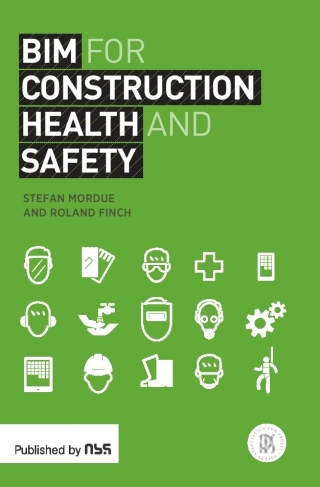 BIM FOR
CONSTRUCTION
HEALTH AND
SAFETY
STEFAN MORDUE
AND ROLAND FINCH
Published by nbs